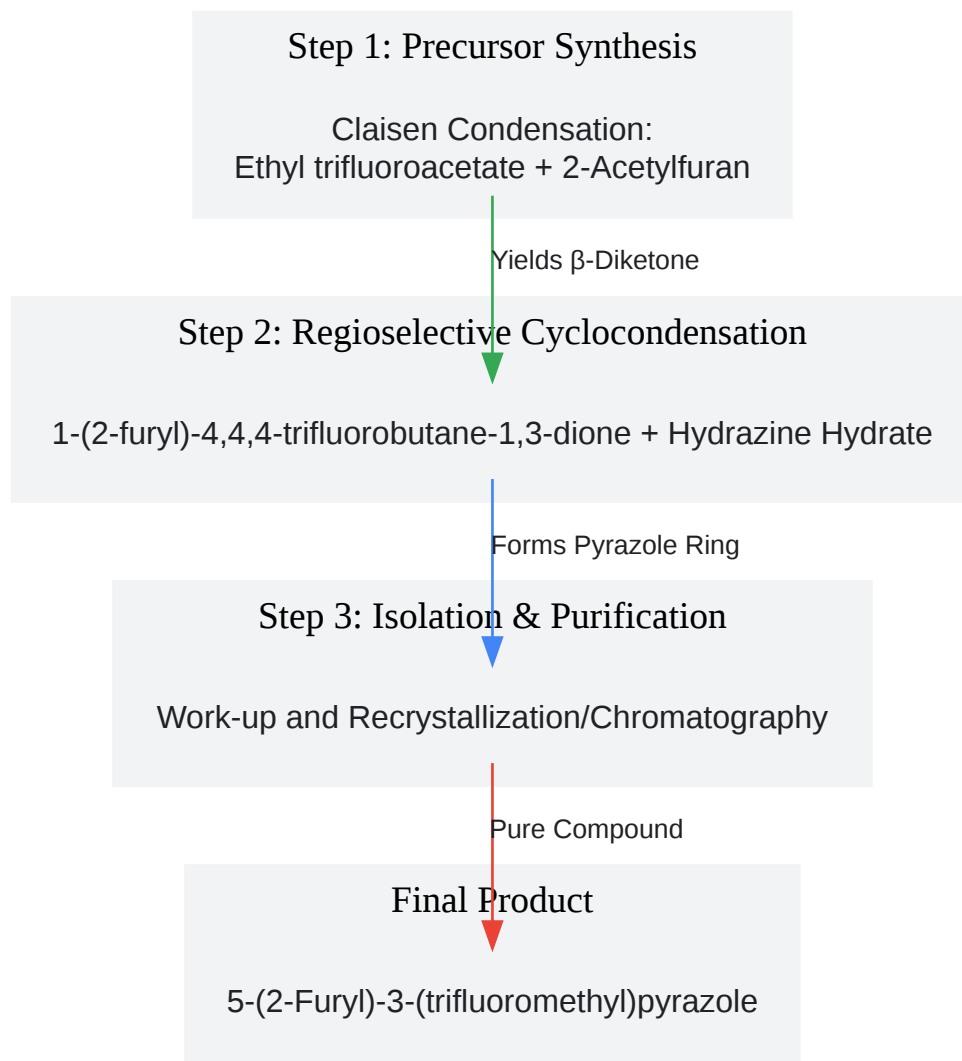 Step 1: Precursor Synthesis
Claisen Condensation:
Ethyl trifluoroacetate + 2-Acetylfuran
Yields β-Diketone
Step 2: Regioselective Cyclocondensation
1-(2-furyl)-4,4,4-trifluorobutane-1,3-dione + Hydrazine Hydrate
Forms Pyrazole Ring
Step 3: Isolation & Purification
Work-up and Recrystallization/Chromatography
Pure Compound
Final Product
5-(2-Furyl)-3-(trifluoromethyl)pyrazole